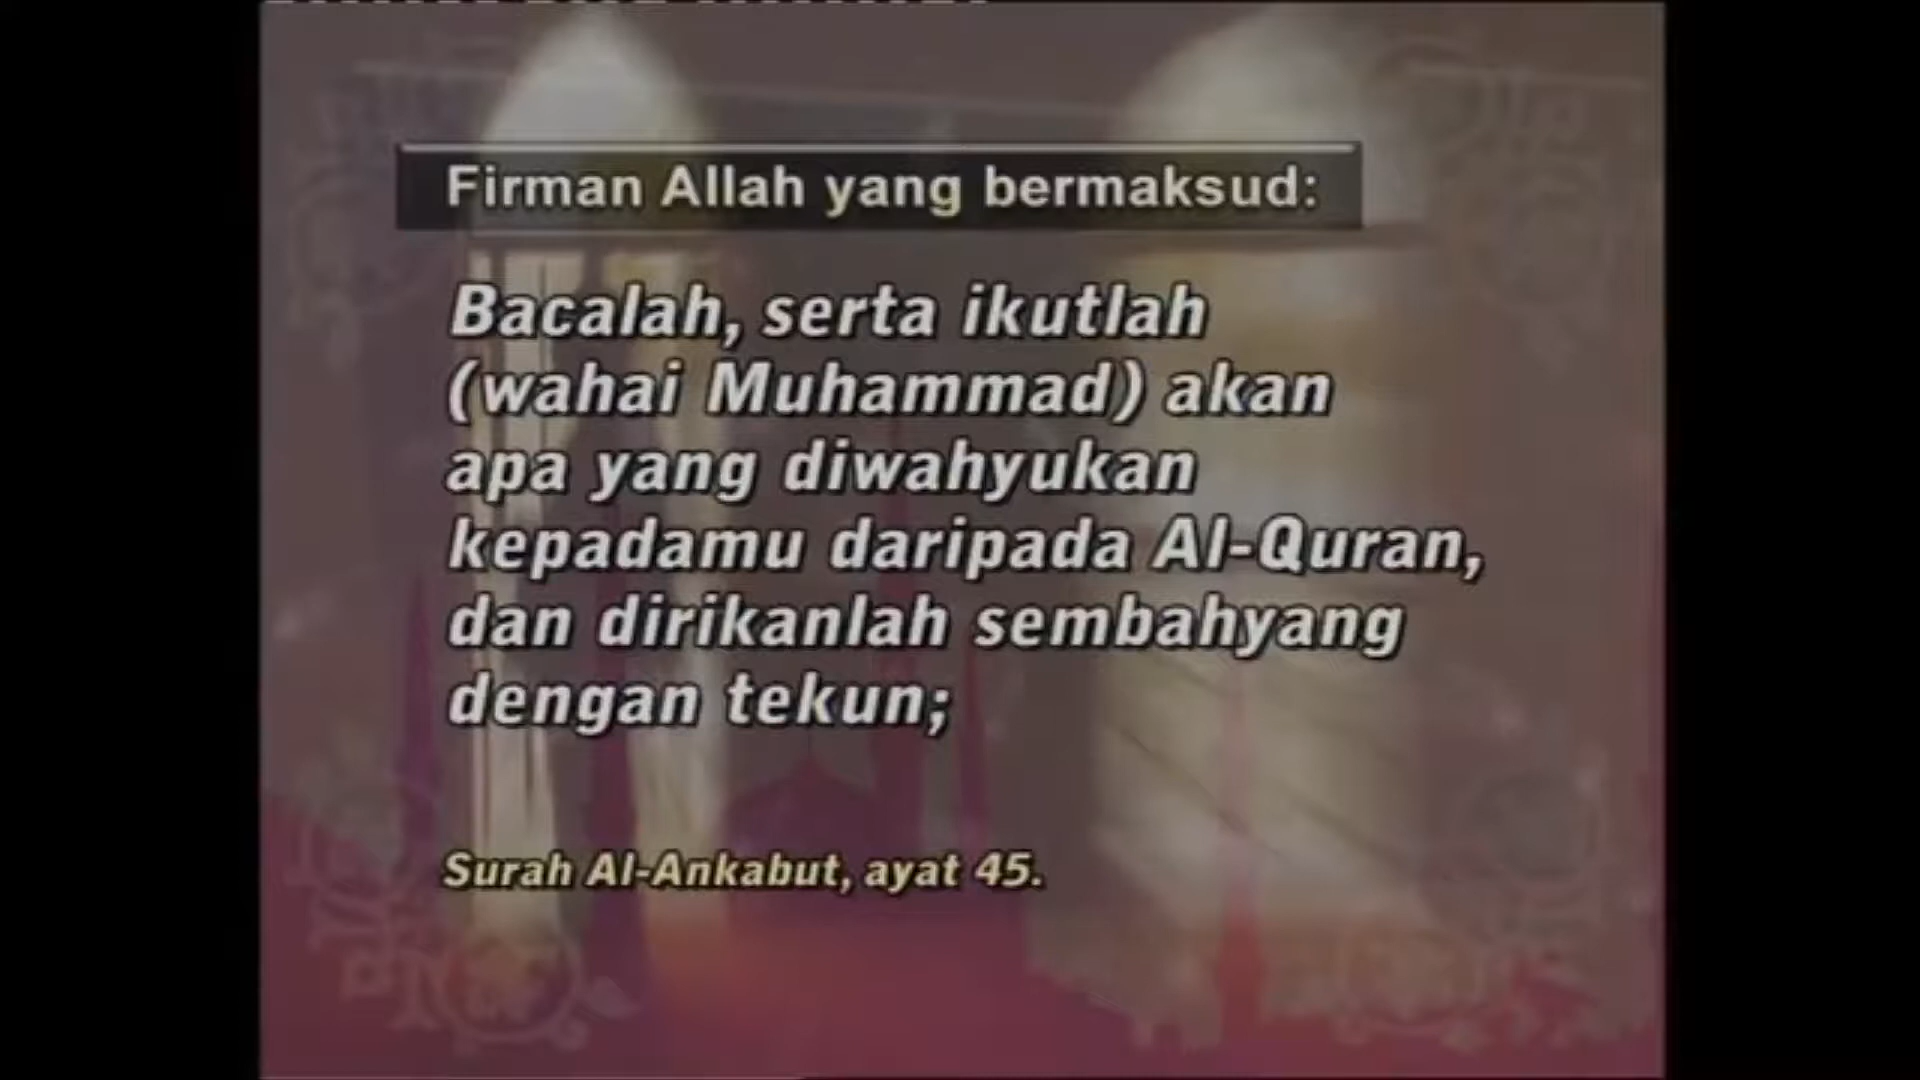 Firman Allah yang bermaksud:
Bacalah, serta ikutlah
(wahai Muhammad) akan
apa yang diwahyukan
kepadamu daripada Al-Quran,
dan dirikanlah sembahyang
dengan tekun;
Surah Al-Ankabut, ayat 45.